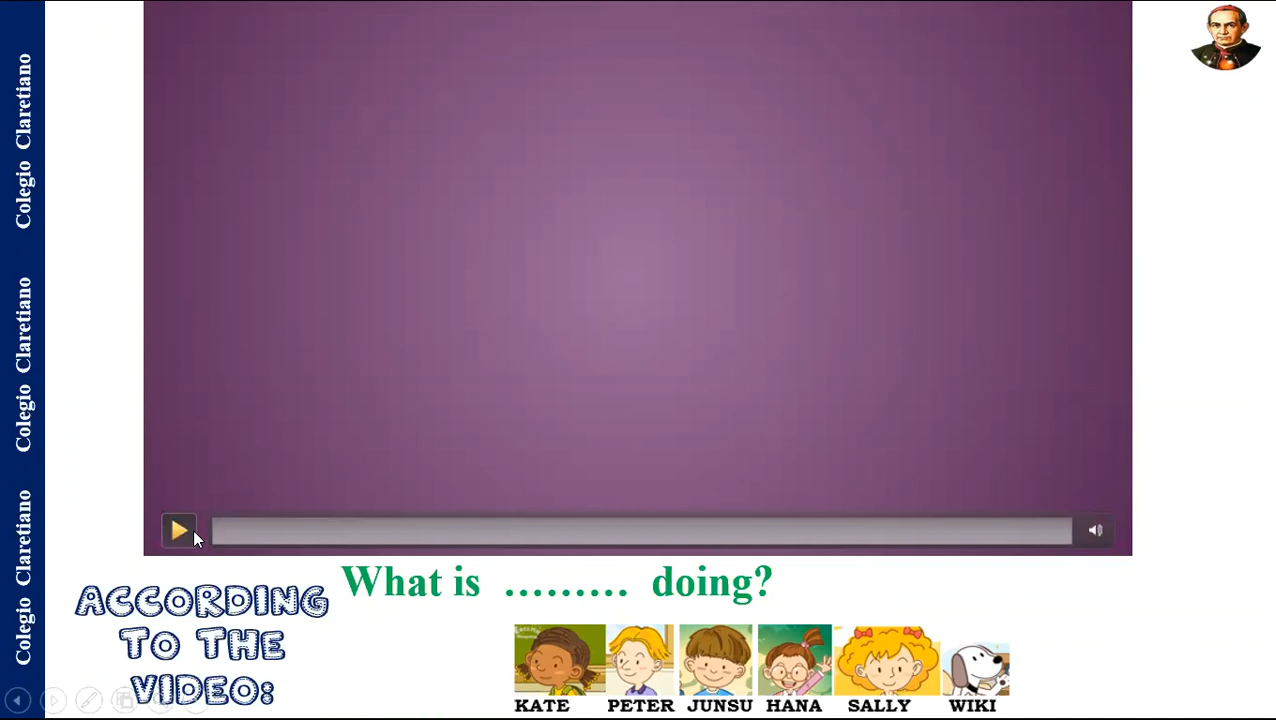 Colegio Claretiano
Colegio Claretiano
Colegio Claretiano
What is ......... doing?
ACCORDING
TO THE
VIDEO:
KATE PETER JUNSU HANA SALLY WIKI